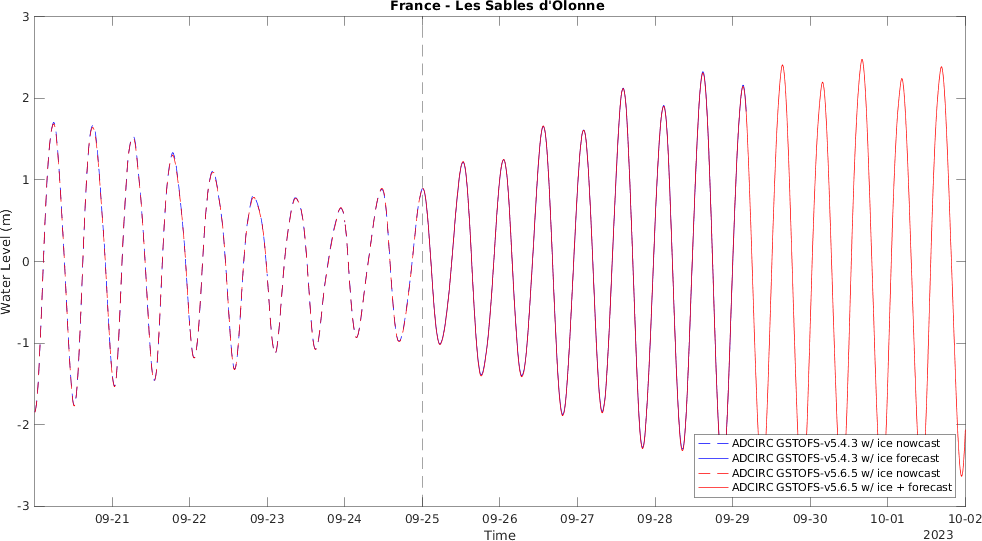 France - Les Sables d'Olonne
3
2
1
0
-1
-2
-3
Water Level (m)
ADCIRC GSTOFS-v5.4.3 w/ ice nowcast
ADCIRC GSTOFS-v5.4.3 w/ ice forecast
ADCIRC GSTOFS-v5.6.5 w/ ice nowcast
ADCIRC GSTOFS-v5.6.5 w/ ice + forecast
09-21 09-22 09-23 09-24 09-25 09-26 09-27 09-28 09-29 09-30 10-01 10-02
Time
2023